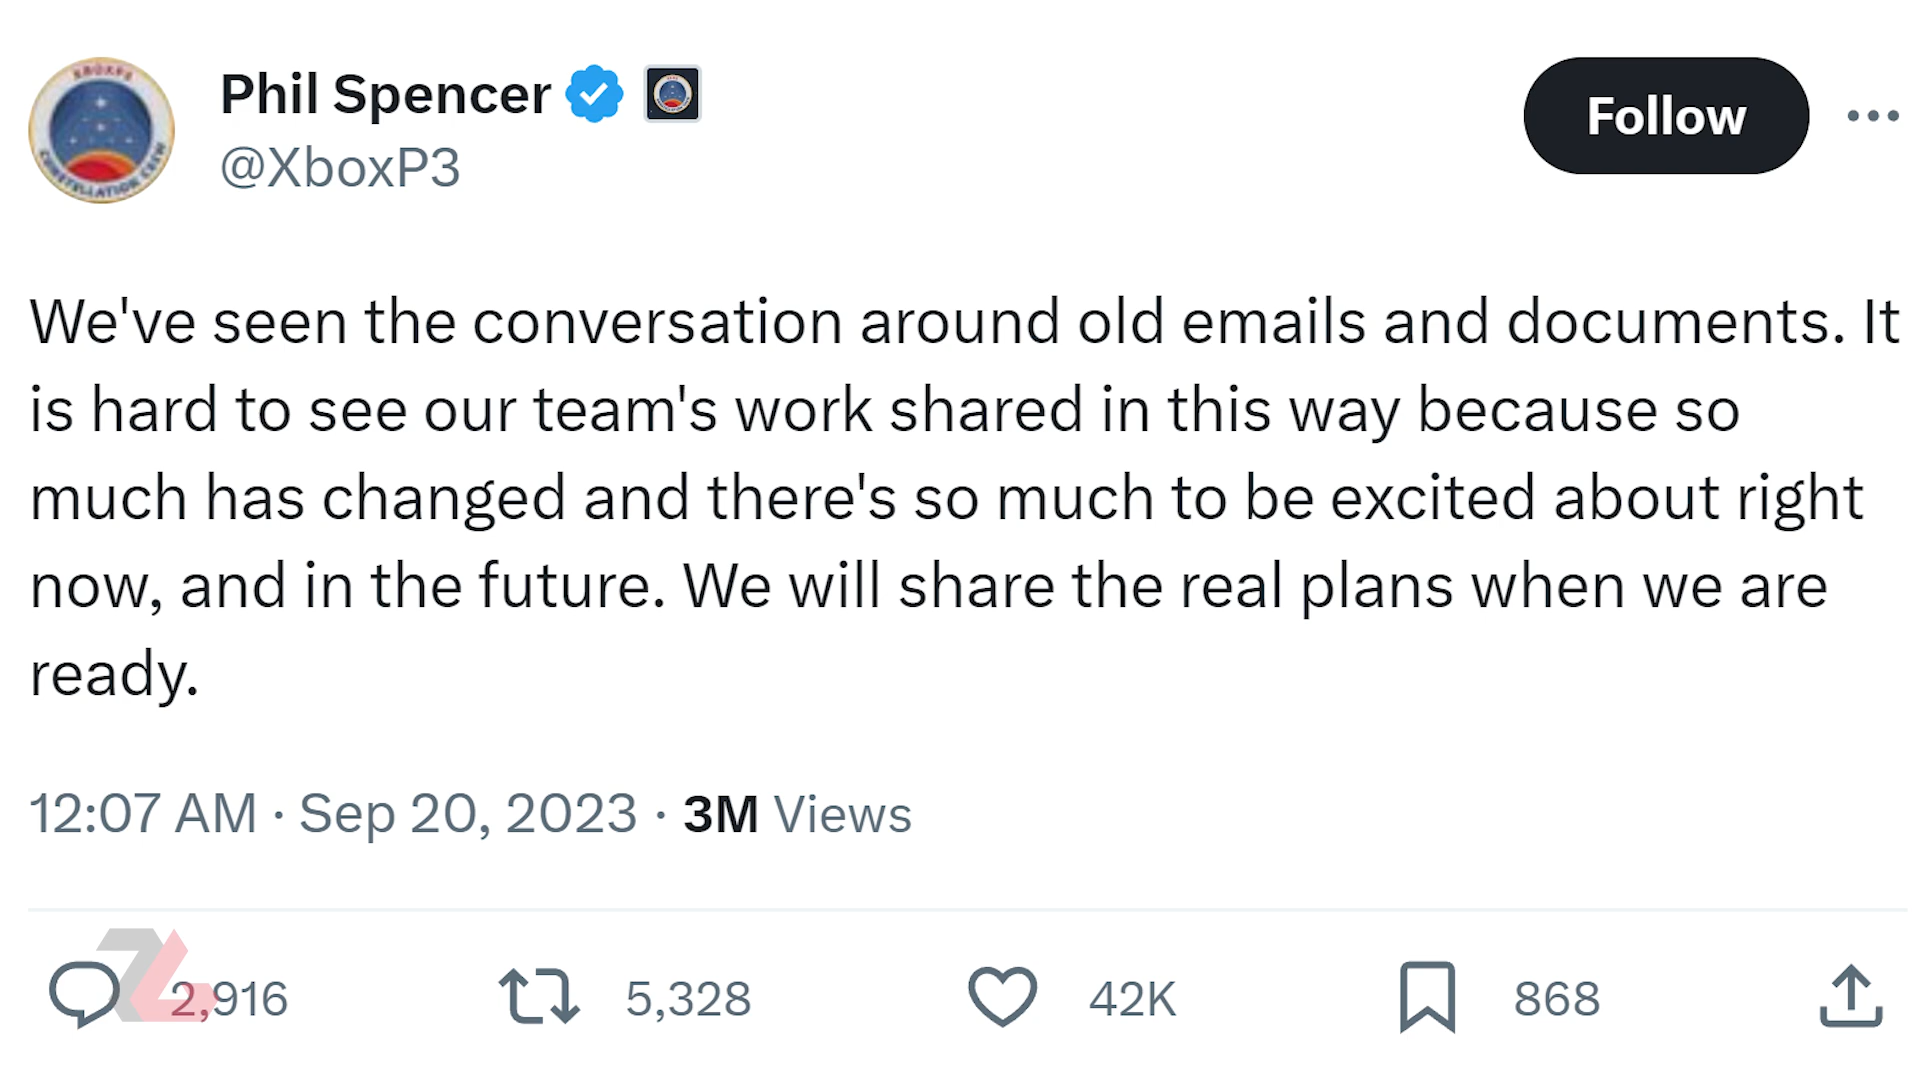 Phil Spencer
@XboxP3
Follow
We've seen the conversation around old emails and documents. It
is hard to see our team's work shared in this way because so
much has changed and there's so much to be excited about right
now, and in the future. We will share the real plans when we are
ready.
12:07 AM · Sep 20, 2023 · 3M Views
2,916 5,328 42K 868
CONSTELLATION CREW